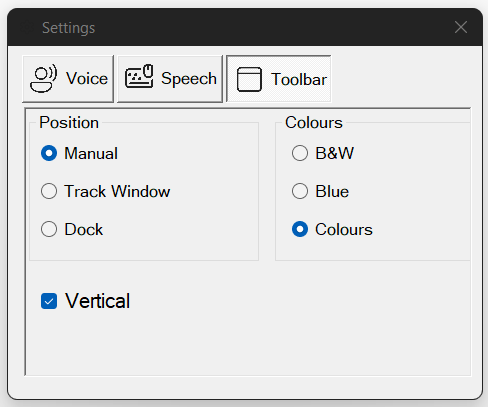 Settings
Voice Speech Toolbar
Position Colours
Manual B&W
Track Window Blue
Dock Colours
Vertical